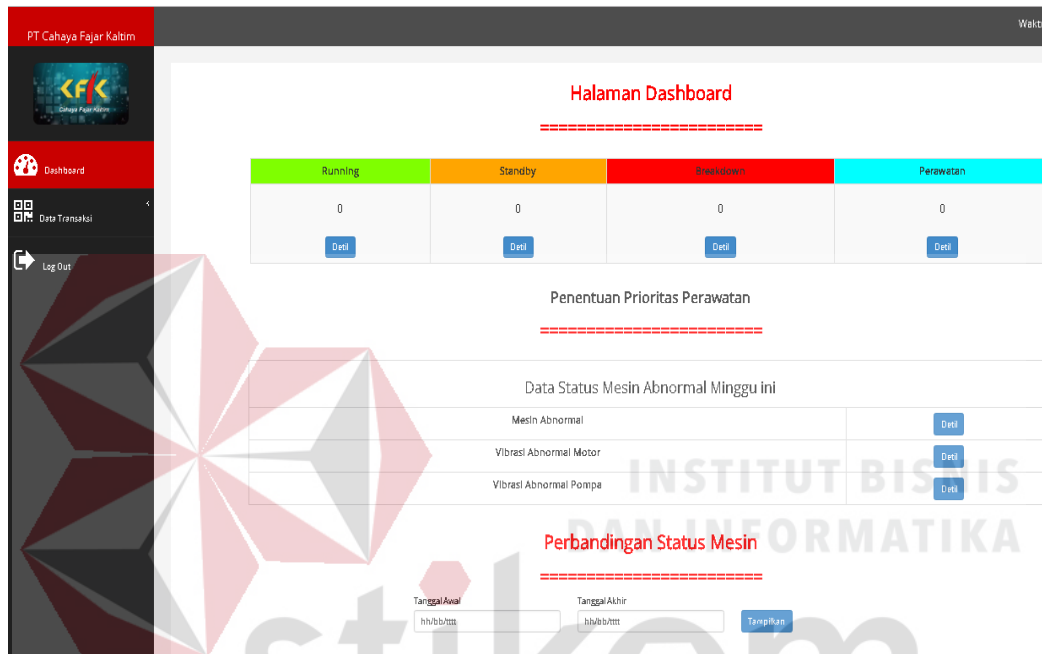 PT Cahaya Fajar Kaltim
CFK
Cahaya Fajar Kaltim
Dashboard
Data Transaksi
Log Out
Halaman Dashboard
========================
Running Standby Breakdown Perawatan
0 0 0 0
Detil Detil Detil Detil
Penentuan Prioritas Perawatan
========================
Data Status Mesin Abnormal Minggu ini
Mesin Abnormal Detil
Vibrasi Abnormal Motor Detil
Vibrasi Abnormal Pompa Detil
INSTITUT BISNIS
DAN INFORMATIKA
Perbandingan Status Mesin
========================
Tanggal Awal Tanggal Akhir
hh/bb/tttt hh/bb/tttt Tampilkan
stikom